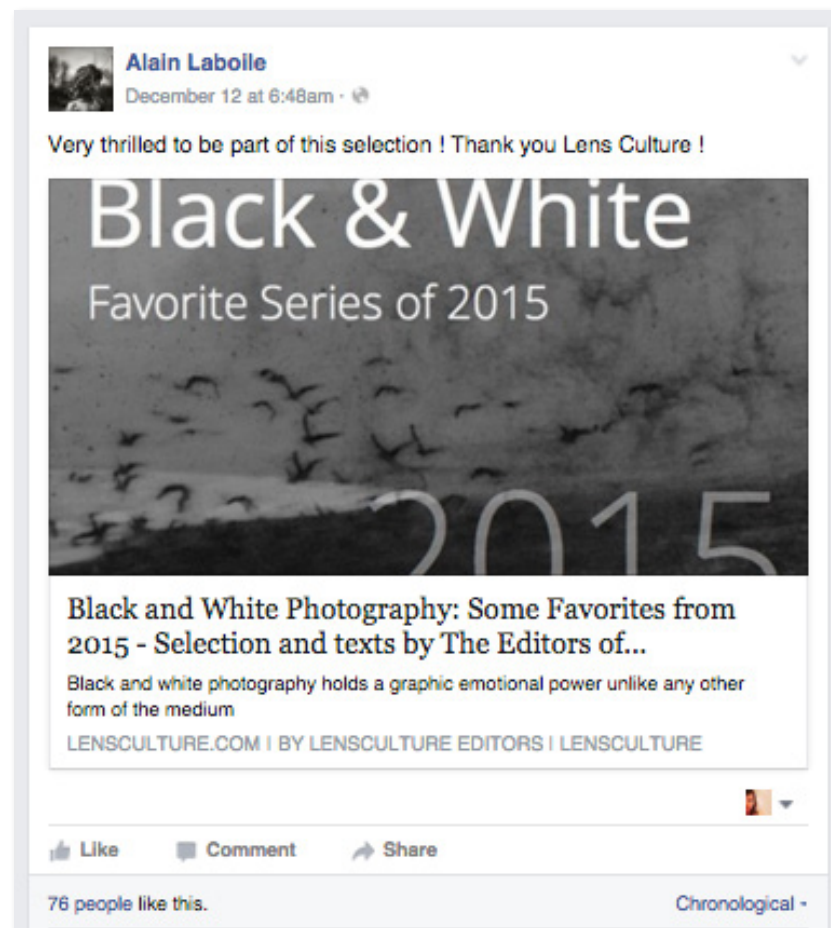 Alain Laboile
December 12 at 6:48am ·
Very thrilled to be part of this selection ! Thank you Lens Culture !
Black & White
Favorite Series of 2015
2015
Black and White Photography: Some Favorites from
2015 - Selection and texts by The Editors of...
Black and white photography holds a graphic emotional power unlike any other
form of the medium
LENSCULTURE.COM | BY LENSCULTURE EDITORS | LENSCULTURE
Like Comment Share
76 people like this. Chronological